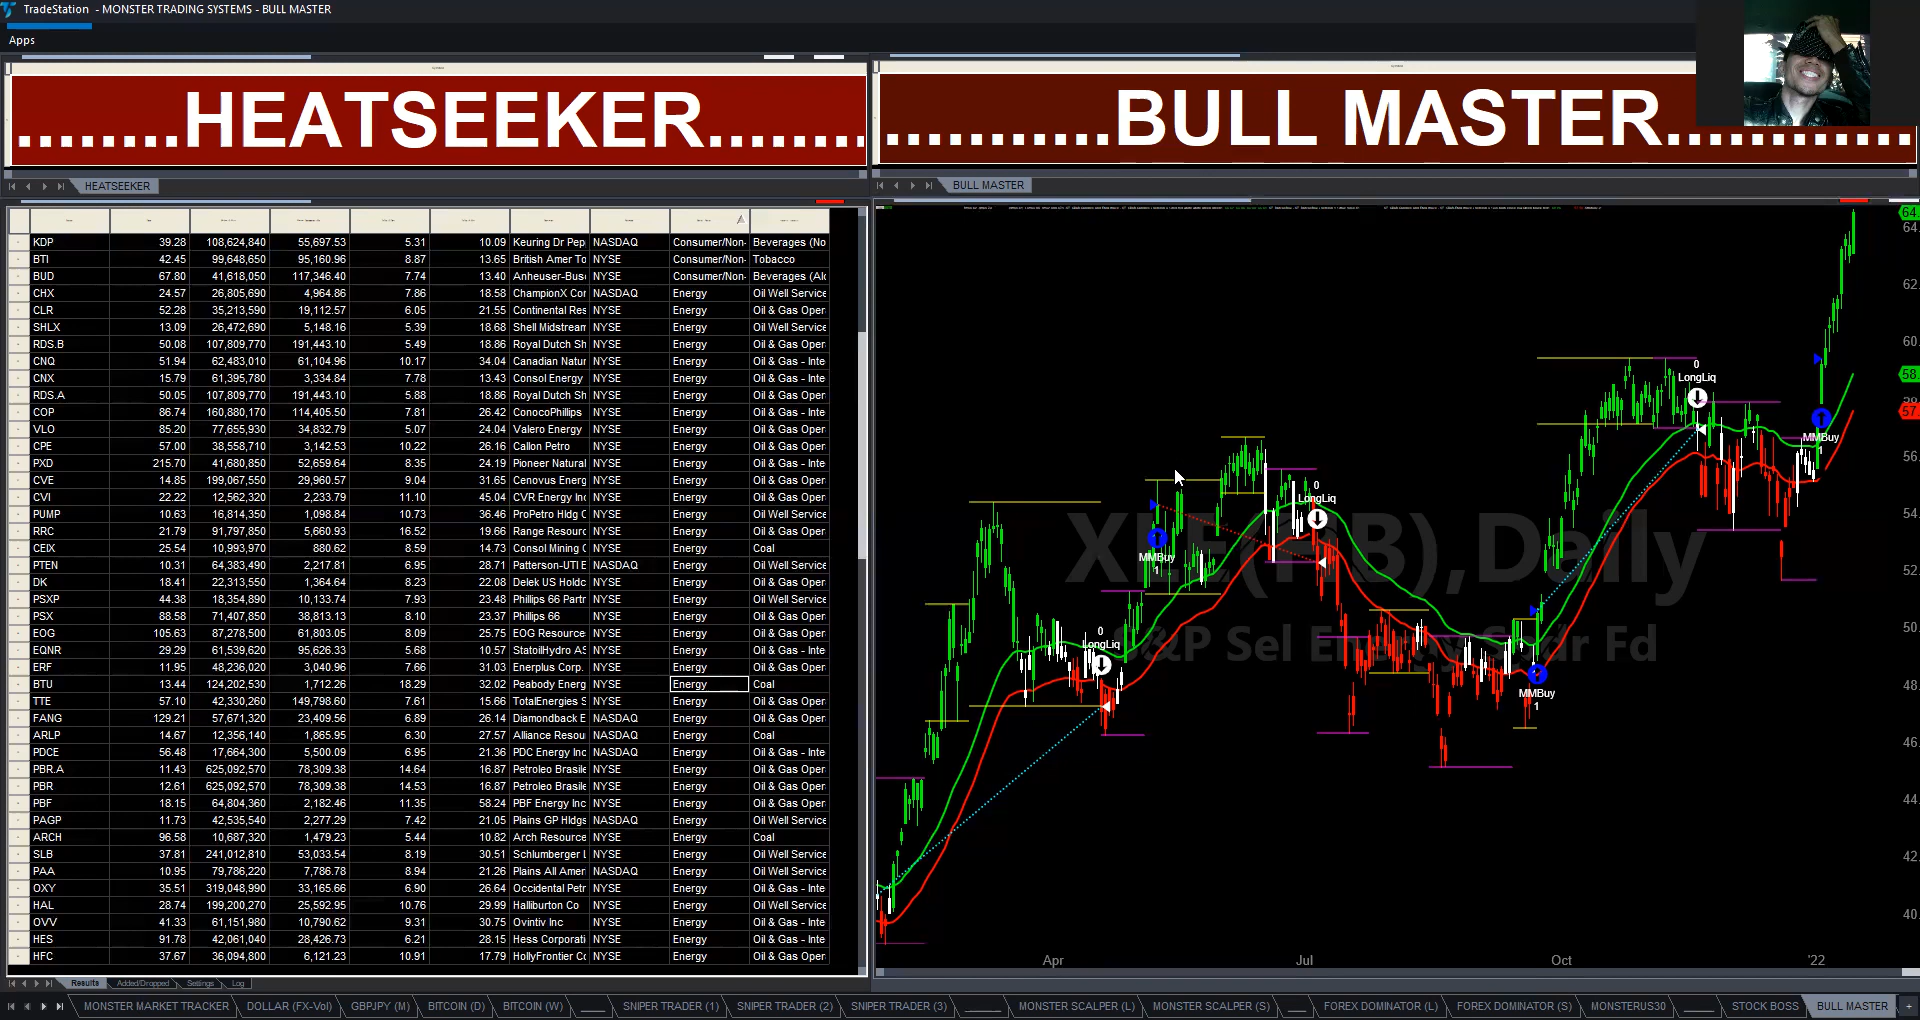 TradeStation - MONSTER TRADING SYSTEMS - BULL MASTER
Apps
........HEATSEEKER........
...........BULL MASTER............
HEATSEEKER
BULL MASTER
KDP 39.28 108,624,840 55,697.53 5.31 10.09 Keuring Dr Pep NASDAQ Consumer/Non- Beverages (No
BTI 42.45 99,648,650 95,160.96 8.87 13.65 British Amer To NYSE Consumer/Non- Tobacco
BUD 67.80 41,618,050 117,346.40 7.74 13.40 Anheuser-Bus NYSE Consumer/Non- Beverages (Al
CHX 24.57 26,805,690 4,964.86 7.86 18.58 ChampionX Cor NASDAQ Energy Oil Well Service
CLR 52.28 35,213,590 19,112.57 6.05 21.55 Continental Res NYSE Energy Oil & Gas Oper
SHLX 13.09 26,472,690 5,148.16 5.39 18.68 Shell Midstream NYSE Energy Oil Well Service
RDS.B 50.08 107,809,770 191,443.10 5.49 18.86 Royal Dutch Sh NYSE Energy Oil & Gas Oper
CNQ 51.94 62,483,010 61,104.96 10.17 34.04 Canadian Natur NYSE Energy Oil & Gas - Inte
CNX 15.79 61,395,780 3,334.84 7.78 13.43 Consol Energy NYSE Energy Oil & Gas - Inte
RDS.A 50.05 107,809,770 191,443.10 5.88 18.86 Royal Dutch Sh NYSE Energy Oil & Gas Oper
COP 86.74 160,880,170 114,405.50 7.81 26.42 ConocoPhillips NYSE Energy Oil & Gas - Inte
VLO 85.20 77,655,930 34,832.79 5.07 24.04 Valero Energy NYSE Energy Oil & Gas Oper
CPE 57.00 38,558,710 3,142.53 10.22 26.16 Callon Petro NYSE Energy Oil & Gas Oper
PXD 215.70 41,680,850 52,659.64 8.35 24.19 Pioneer Natural NYSE Energy Oil & Gas - Inte
CVE 14.85 199,067,550 29,960.57 9.04 31.65 Cenovus Energ NYSE Energy Oil & Gas Oper
CVI 22.22 12,562,320 2,233.79 11.10 45.04 CVR Energy Inc NYSE Energy Oil & Gas Oper
PUMP 10.63 16,814,350 1,098.84 10.73 36.46 ProPetro Hldg C NYSE Energy Oil Well Service
RRC 21.79 91,797,850 5,660.93 16.52 19.66 Range Resourc NYSE Energy Oil & Gas Oper
CEIX 25.54 10,993,970 880.62 8.59 14.73 Consol Mining C NYSE Energy Coal
PTEN 10.31 64,383,490 2,217.81 6.95 28.71 Patterson-UTI E NASDAQ Energy Oil Well Service
DK 18.41 22,313,550 1,364.64 8.23 22.08 Delek US Holdc NYSE Energy Oil & Gas Oper
PSXP 44.38 18,354,890 10,133.74 7.93 23.48 Phillips 66 Partr NYSE Energy Oil Well Service
PSX 88.58 71,407,850 38,813.13 8.10 23.37 Phillips 66 NYSE Energy Oil & Gas Oper
EOG 105.63 87,278,500 61,803.05 8.09 25.75 EOG Resource NYSE Energy Oil & Gas Oper
EQNR 29.29 61,539,620 95,626.33 5.68 10.57 StatoilHydro AS NYSE Energy Oil & Gas - Inte
ERF 11.95 48,236,020 3,040.96 7.66 31.03 Enerplus Corp. NYSE Energy Oil & Gas Oper
BTU 13.44 124,202,530 1,712.26 18.29 32.02 Peabody Energ NYSE Energy Coal
TTE 57.10 42,330,260 149,798.60 7.61 15.66 TotalEnergies S NYSE Energy Oil & Gas Oper
FANG 129.21 57,671,320 23,409.56 6.89 26.14 Diamondback E NASDAQ Energy Oil & Gas Oper
ARLP 14.67 12,356,140 1,865.95 6.30 27.57 Alliance Resou NASDAQ Energy Coal
PDCE 56.48 17,664,300 5,500.09 6.95 21.36 PDC Energy Inc NASDAQ Energy Oil & Gas - Inte
PBR.A 11.43 625,092,570 78,309.38 14.64 16.87 Petroleo Brasile NYSE Energy Oil & Gas Oper
PBR 12.61 625,092,570 78,309.38 14.53 16.87 Petroleo Brasile NYSE Energy Oil & Gas Oper
PBF 18.15 64,804,360 2,182.46 11.35 58.24 PBF Energy Inc NYSE Energy Oil & Gas Oper
PAGP 11.73 42,535,540 2,277.29 7.42 21.05 Plains GP Hldgs NASDAQ Energy Oil Well Service
ARCH 96.58 10,687,320 1,479.23 5.44 10.82 Arch Resource NYSE Energy Coal
SLB 37.81 241,012,810 53,033.54 8.19 30.51 Schlumberger L NYSE Energy Oil Well Service
PAA 10.95 79,786,220 7,786.78 8.94 21.26 Plains All Amer NASDAQ Energy Oil Well Service
OXY 35.51 319,048,990 33,165.66 6.90 26.64 Occidental Petr NYSE Energy Oil & Gas - Inte
HAL 28.74 199,200,270 25,592.95 10.76 29.99 Halliburton Co NYSE Energy Oil Well Service
OVV 41.33 61,151,980 10,790.62 9.31 30.75 Ovintiv Inc NYSE Energy Oil & Gas - Inte
HES 91.78 42,061,040 28,426.73 6.21 28.15 Hess Corporati NYSE Energy Oil & Gas - Inte
HFC 37.67 36,094,800 6,121.23 10.91 17.79 HollyFrontier Cc NYSE Energy Oil & Gas Oper
64.
64.
62.
60.
58.
57.
56.
54.
52.
50.
48.
46.
44.
42.
40.
0
LongLiq
MMBuy
1
0
LongLiq
MMBuy
1
0
LongLiq
MMBuy
1
Daily
S&P Sel Energy Spdr Fd
Apr Jul Oct '22
Results Added/Dropped Settings Log
MONSTER MARKET TRACKER DOLLAR (FX-Vol) GBPJPY (M) BITCOIN (D) BITCOIN (W) SNIPER TRADER (1) SNIPER TRADER (2) SNIPER TRADER (3) MONSTER SCALPER (L) MONSTER SCALPER (S) FOREX DOMINATOR (L) FOREX DOMINATOR (S) MONSTERUS30 STOCK BOSS BULL MASTER +